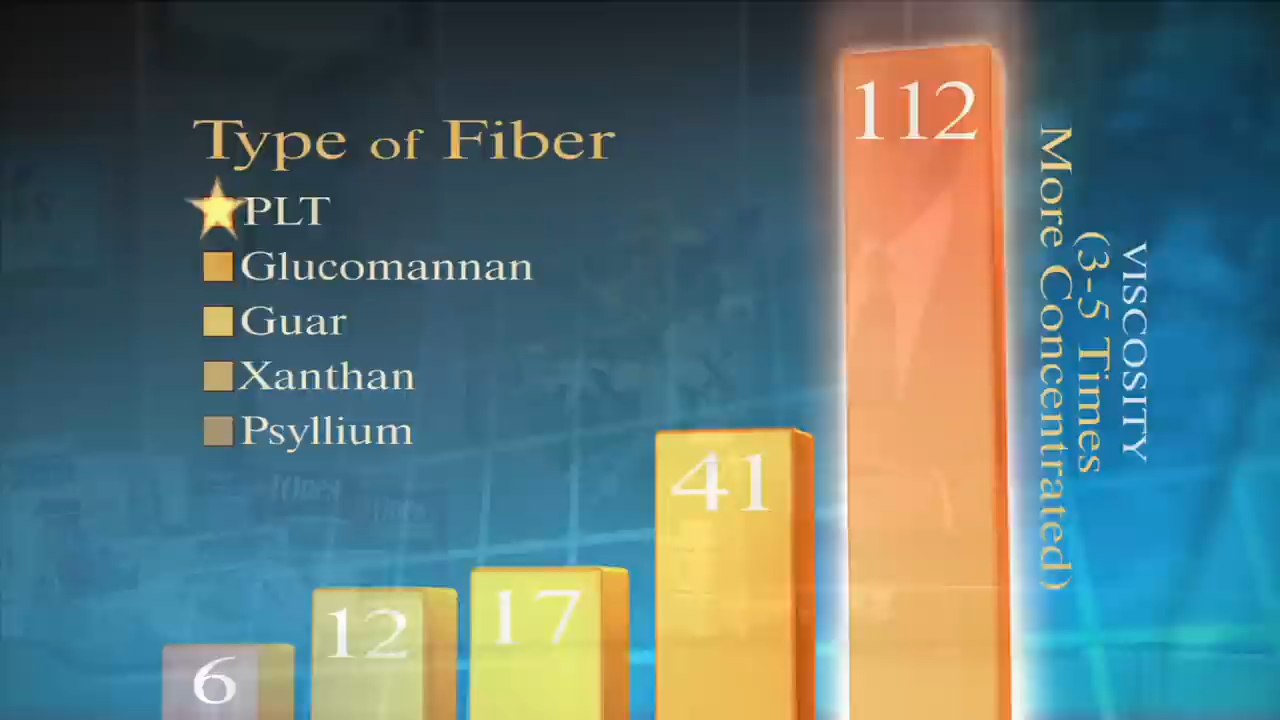 Type of Fiber
PLT
Glucomannan
Guar
Xanthan
Psyllium
6
12
17
41
112
VISCOSITY
(3-5 Times
More Concentrated)